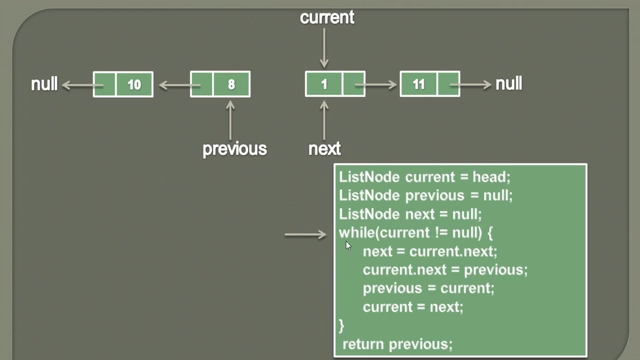 current
null
10
8
1
11
null
previous
next
ListNode current = head;
ListNode previous = null;
ListNode next = null;
while(current != null) {
next = current.next;
current.next = previous;
previous = current;
current = next;
}
return previous;